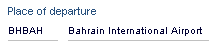 Place of departure
BHBAH Bahrain International Airport